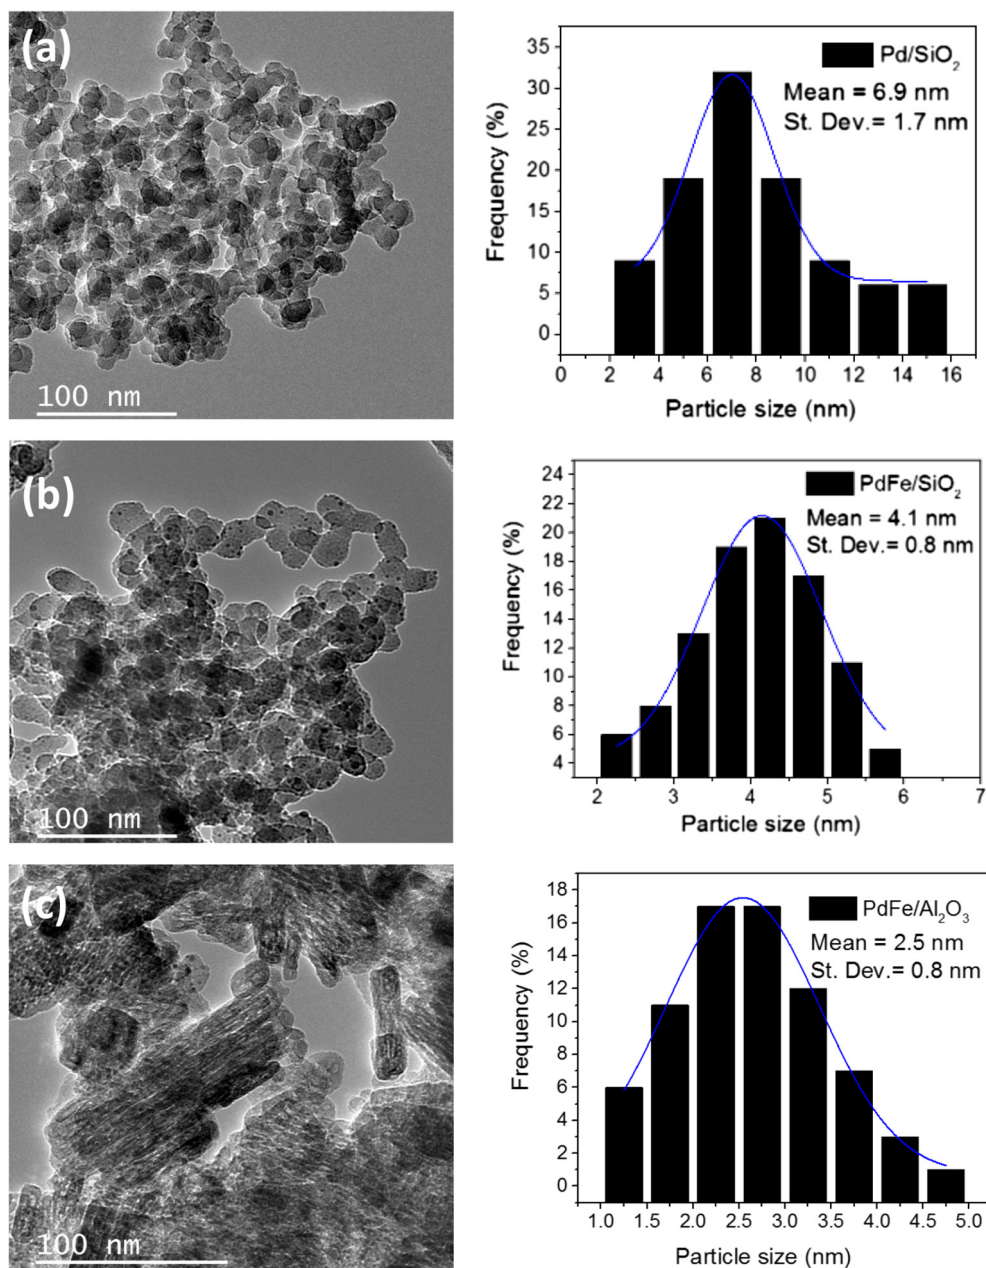 (a)
100 nm
35
30
25
20
15
10
5
0
Frequency (%)
Pd/SiO₂
Mean = 6.9 nm
St. Dev.= 1.7 nm
0 2 4 6 7 8 10 12 14 16
Particle size (nm)
(b)
100 nm
24
22
20
18
16
14
12
10
8
6
4
Frequency (%)
PdFe/SiO₂
Mean = 4.1 nm
St. Dev.= 0.8 nm
2 3 4 5 6 7
Particle size (nm)
(c)
100 nm
18
16
14
12
10
8
6
4
2
0
Frequency (%)
PdFe/Al₂O₃
Mean = 2.5 nm
St. Dev.= 0.8 nm
1.0 1.5 2.0 2.5 3.0 3.5 4.0 4.5 5.0
Particle size (nm)